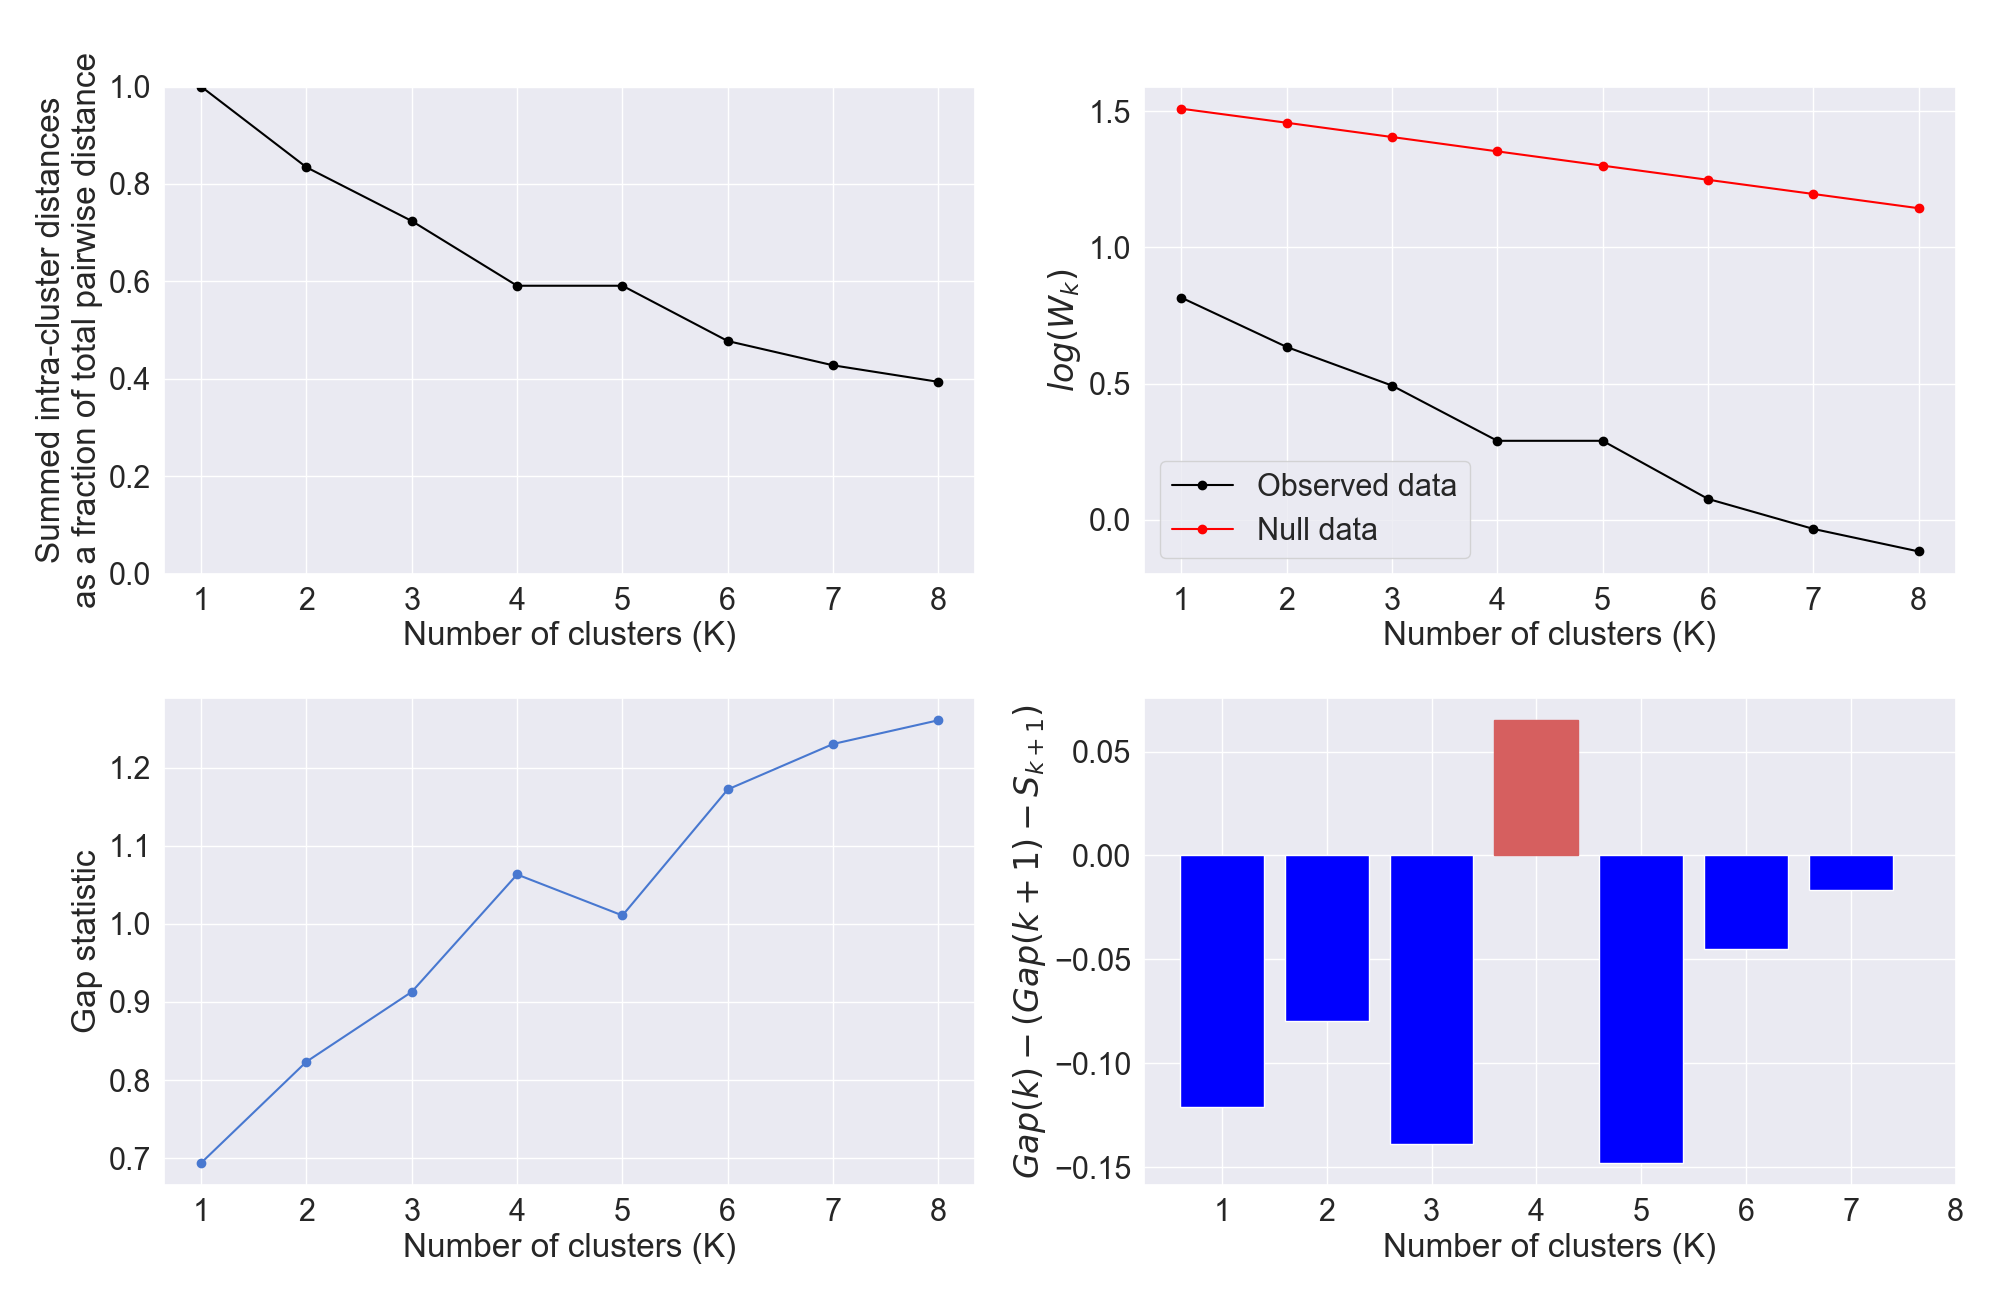 Summed intra-cluster distances
as a fraction of total pairwise distance
1.0
0.8
0.6
0.4
0.2
0.0
1 2 3 4 5 6 7 8
Number of clusters (K)
log(W_k)
1.5
1.0
0.5
0.0
Observed data
Null data
1 2 3 4 5 6 7 8
Number of clusters (K)
Gap statistic
1.2
1.1
1.0
0.9
0.8
0.7
1 2 3 4 5 6 7 8
Number of clusters (K)
Gap(k) − (Gap(k + 1) − S_{k+1})
0.05
0.00
−0.05
−0.10
−0.15
1 2 3 4 5 6 7 8
Number of clusters (K)